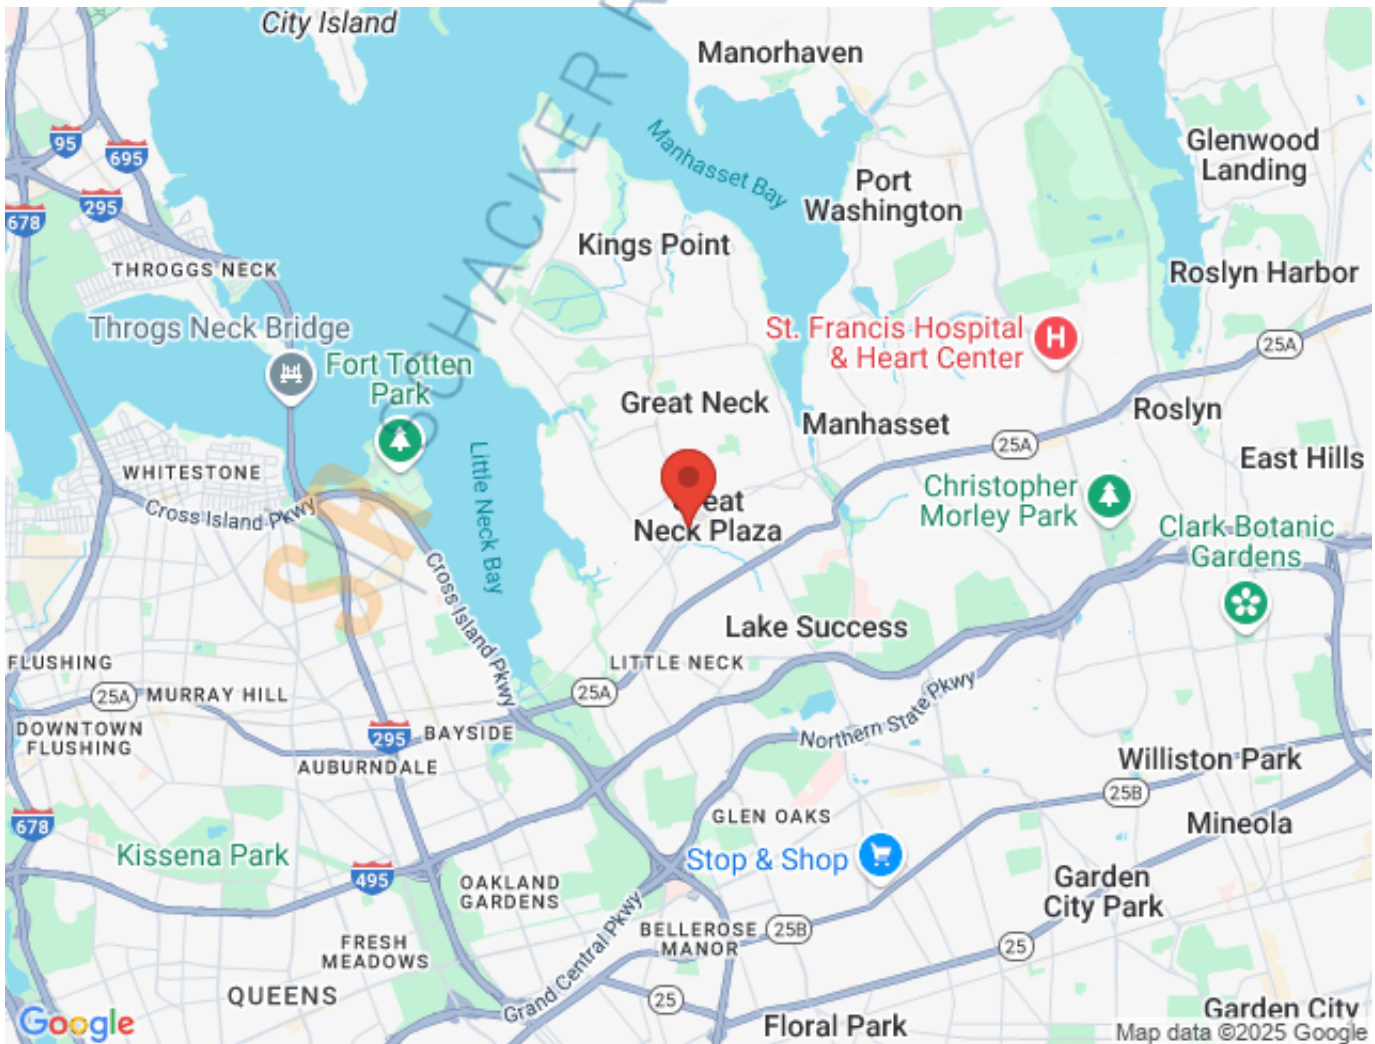 City Island
Manorhaven
Manhasset Bay
95
695
Glenwood
Landing
Port
Washington
295
678
Kings Point
THROGGS NECK
Roslyn Harbor
Throgs Neck Bridge
St. Francis Hospital
& Heart Center
H
25A
Fort Totten
Park
Great Neck
Manhasset
Roslyn
25A
East Hills
WHITESTONE
Little Neck Bay
Cross Island Pkwy
Neck Plaza
Christopher
Morley Park
Clark Botanic
Gardens
Cross Island Pkwy
Lake Success
FLUSHING
LITTLE NECK
25A
MURRAY HILL
25A
Northern State Pkwy
DOWNTOWN
FLUSHING
295
BAYSIDE
AUBURNDALE
Williston Park
25B
GLEN OAKS
678
Mineola
Kissena Park
Stop & Shop
495
OAKLAND
GARDENS
Garden
City Park
Grand Central Pkwy
BELLEROSE
MANOR
25B
25
FRESH
MEADOWS
QUEENS
25
Garden City
Google
Floral Park
Map data ©2025 Google
SCHACKER